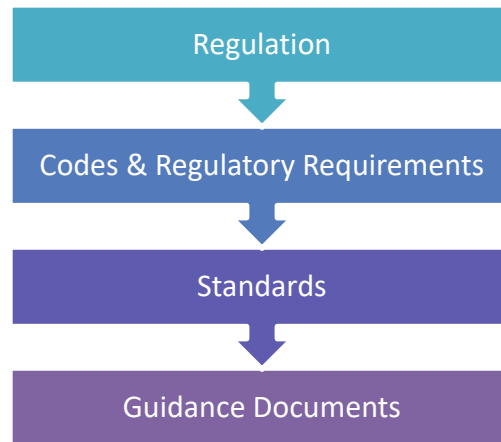 Regulation
Codes & Regulatory Requirements
Standards
Guidance Documents